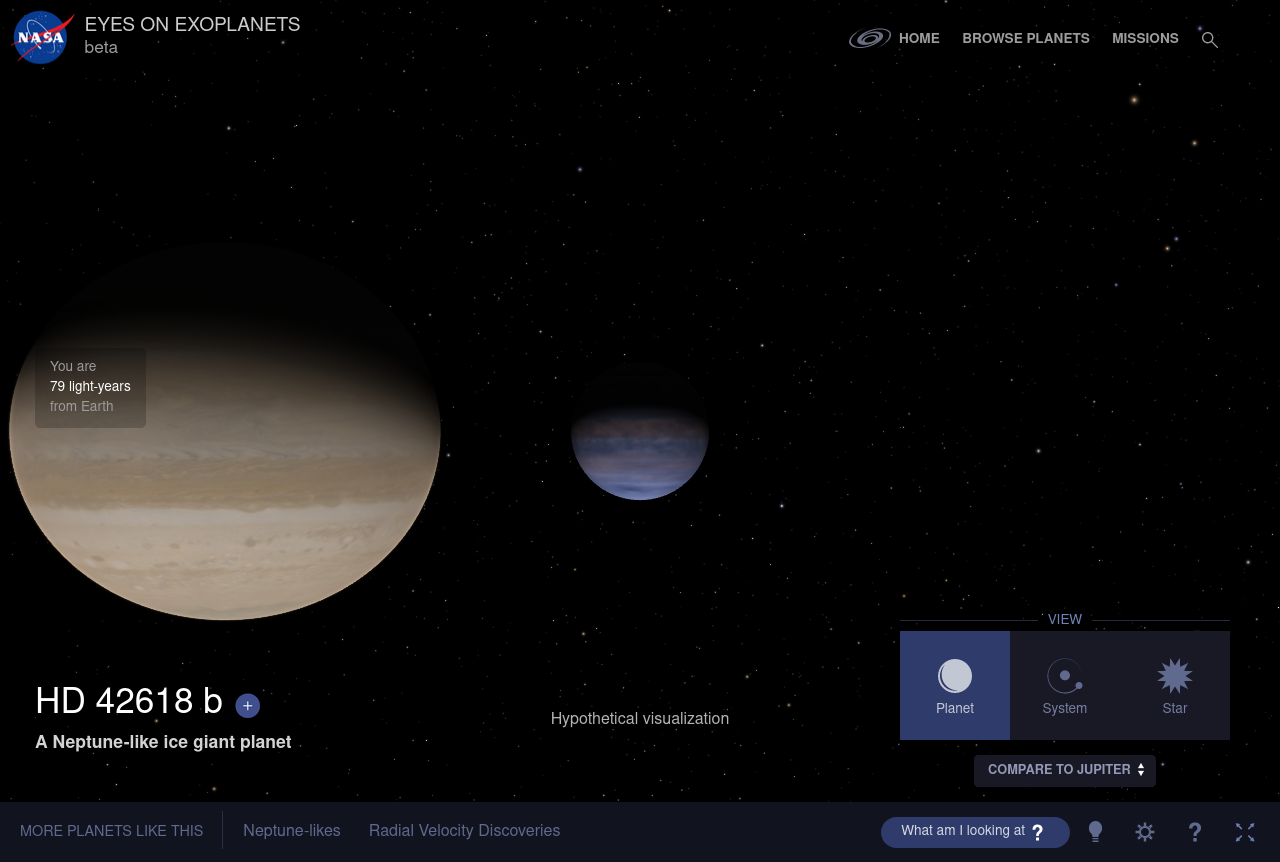 NASA
EYES ON EXOPLANETS
beta
HOME
BROWSE PLANETS
MISSIONS
You are
79 light-years
from Earth
HD 42618 b +
A Neptune-like ice giant planet
Hypothetical visualization
VIEW
Planet
System
Star
COMPARE TO JUPITER
MORE PLANETS LIKE THIS
Neptune-likes
Radial Velocity Discoveries
What am I looking at ?
?